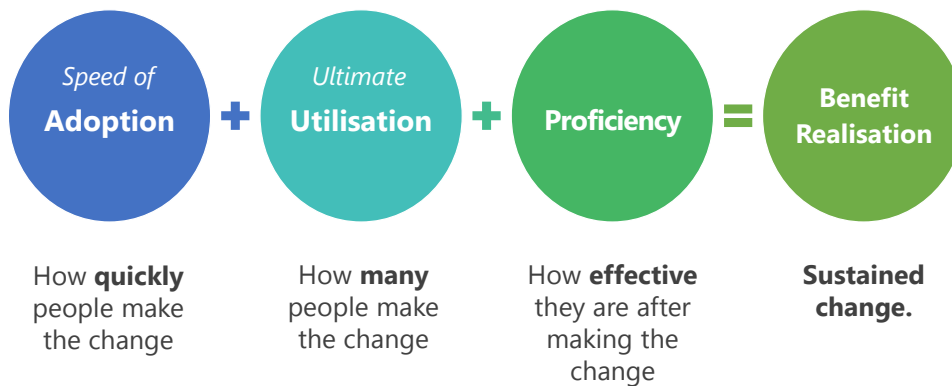 Speed of
Adoption
+
Ultimate
Utilisation
+
Proficiency
=
Benefit
Realisation
How quickly
people make
the change
How many
people make
the change
How effective
they are after
making the
change
Sustained
change.